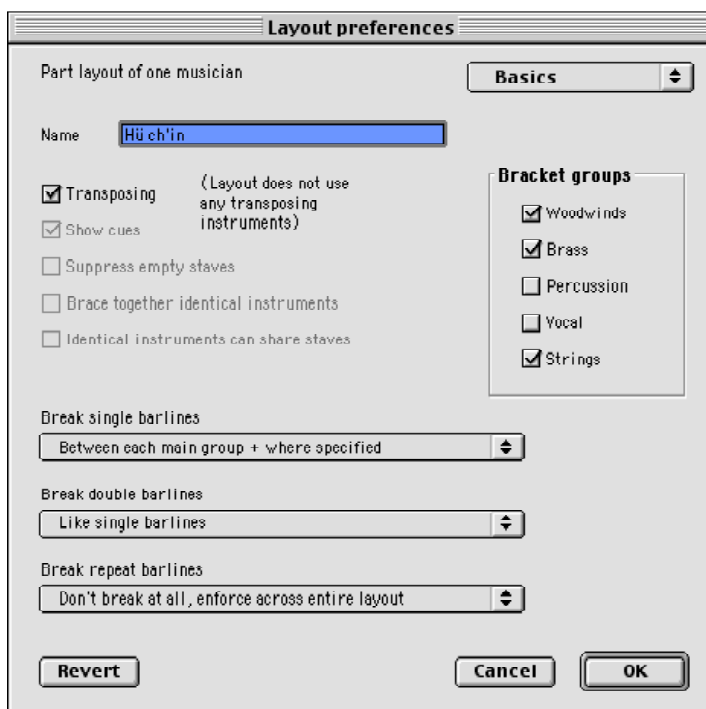 Layout preferences
Part layout of one musician
Basics
Name
Hü ch'in
Transposing
(Layout does not use
any transposing
instruments)
Show cues
Suppress empty staves
Brace together identical instruments
Identical instruments can share staves
Bracket groups
Woodwinds
Brass
Percussion
Vocal
Strings
Break single barlines
Between each main group + where specified
Break double barlines
Like single barlines
Break repeat barlines
Don't break at all, enforce across entire layout
Revert
Cancel
OK